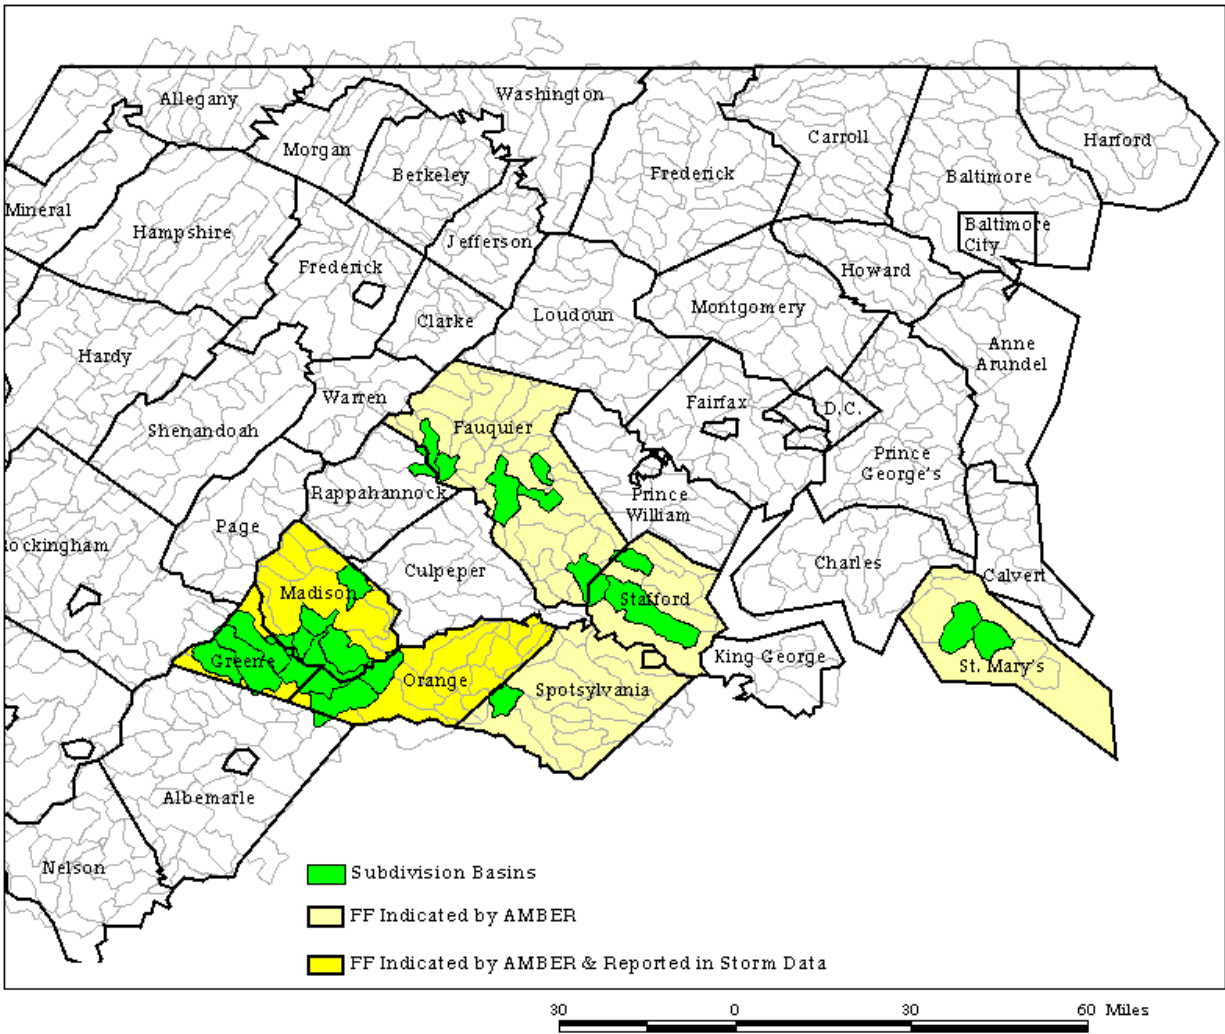 Allegany
Washington
Carroll
Harford
Morgan
Berkeley
Frederick
Baltimore
Mineral
Hampshire
Jefferson
Baltimore
City
Frederick
Howard
Clarke
Loudoun
Montgomery
Hardy
Anne
Arundel
Warren
Fairfax
D.C.
Shenandoah
Fauquier
Prince
George's
Rappahannock
Prince
William
Page
ockingham
Culpeper
Charles
Calvert
Madison
Stafford
Greene
Orange
King George
St. Mary's
Spotsylvania
Albemarle
Nelson
Subdivision Basins
FF Indicated by AMBER
FF Indicated by AMBER & Reported in Storm Data
30 0 30 60 Miles